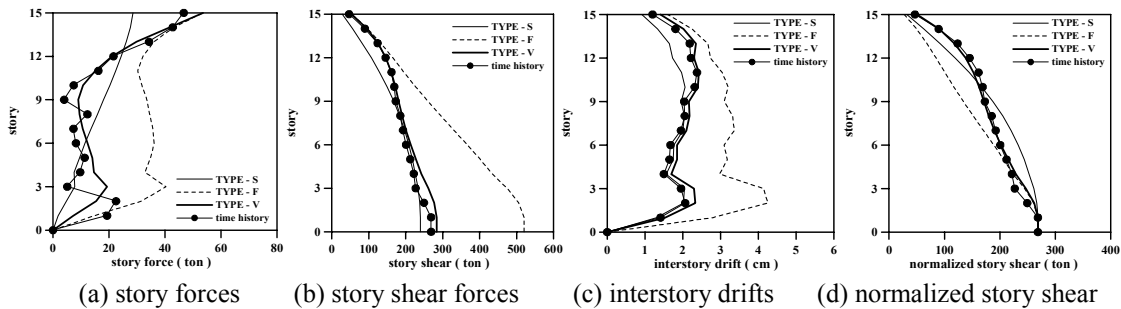 15
12
9
6
3
0
story
TYPE - S
TYPE - F
TYPE - V
time history
0 20 40 60 80
story force ( ton )
(a) story forces
15
12
9
6
3
0
story
TYPE - S
TYPE - F
TYPE - V
time history
0 100 200 300 400 500 600
story shear ( ton )
(b) story shear forces
15
12
9
6
3
0
story
TYPE - S
TYPE - F
TYPE - V
time history
0 1 2 3 4 5 6
interstory drift ( cm )
(c) interstory drifts
15
12
9
6
3
0
story
TYPE - S
TYPE - F
TYPE - V
time history
0 100 200 300 400
normalized story shear ( ton )
(d) normalized story shear